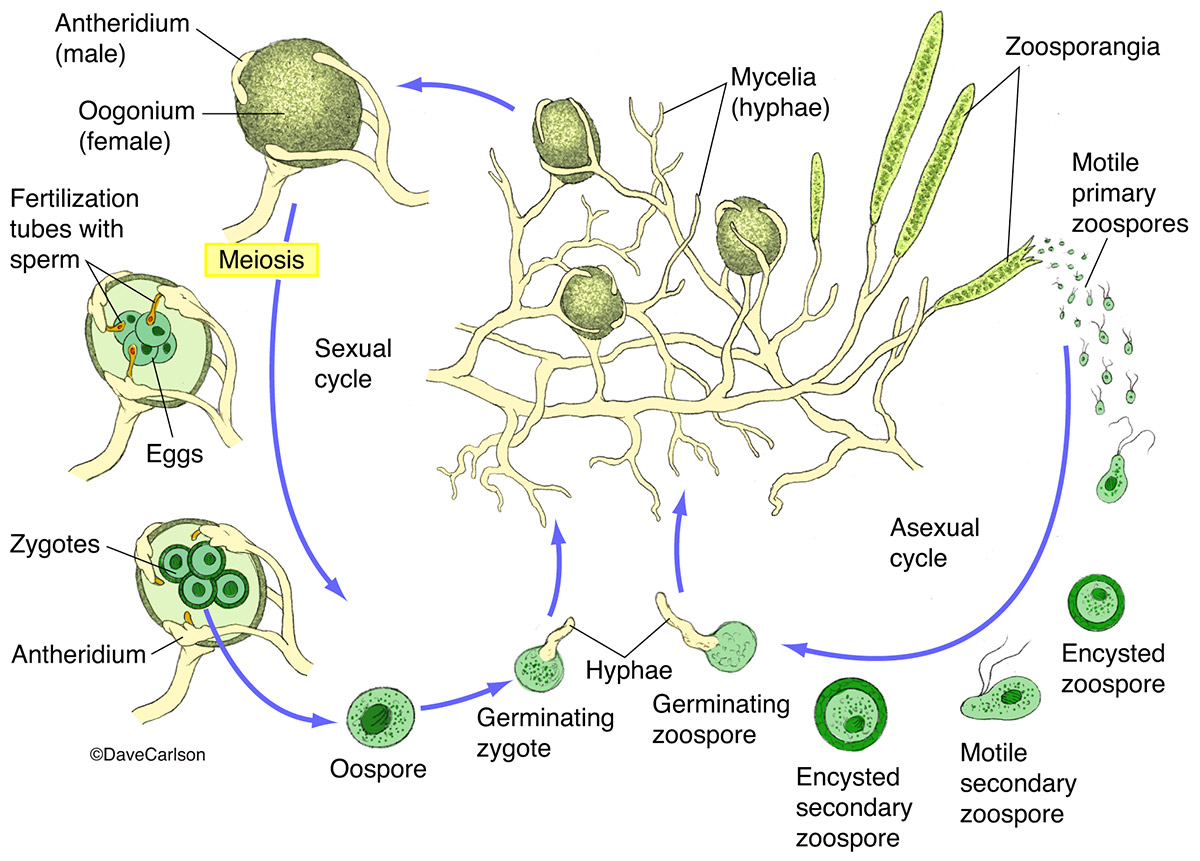 Antheridium
(male)
Oogonium
(female)
Fertilization
tubes with
sperm
Meiosis
Sexual
cycle
Eggs
Zygotes
Antheridium
©DaveCarlson
Oospore
Germinating
zygote
Hyphae
Germinating
zoospore
Mycelia
(hyphae)
Zoosporangia
Motile
primary
zoospores
Asexual
cycle
Encysted
zoospore
Motile
secondary
zoospore
Encysted
secondary
zoospore